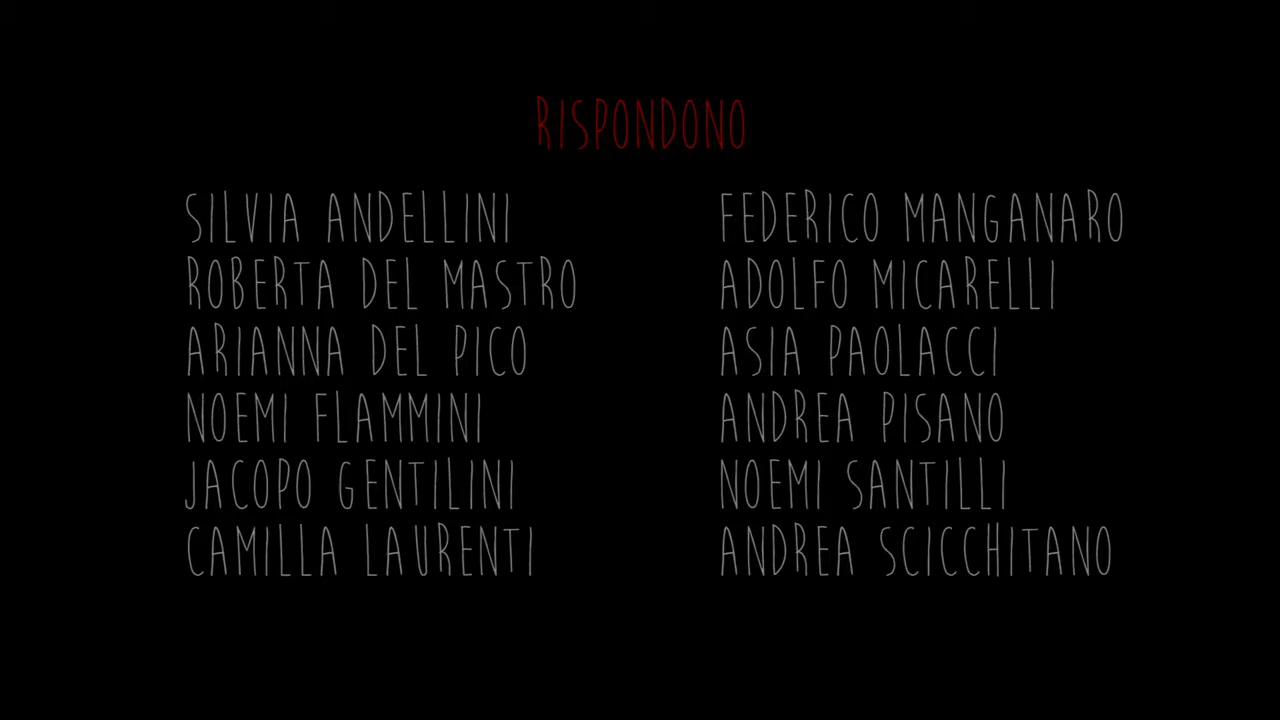 RISPONDONO
SILVIA ANDELLINI
ROBERTA DEL MASTRO
ARIANNA DEL PICO
NOEMI FLAMMINI
JACOPO GENTILINI
CAMILLA LAURENTI
FEDERICO MANGANARO
ADOLFO MICARELLI
ASIA PAOLACCI
ANDREA PISANO
NOEMI SANTILLI
ANDREA SCICCHITANO